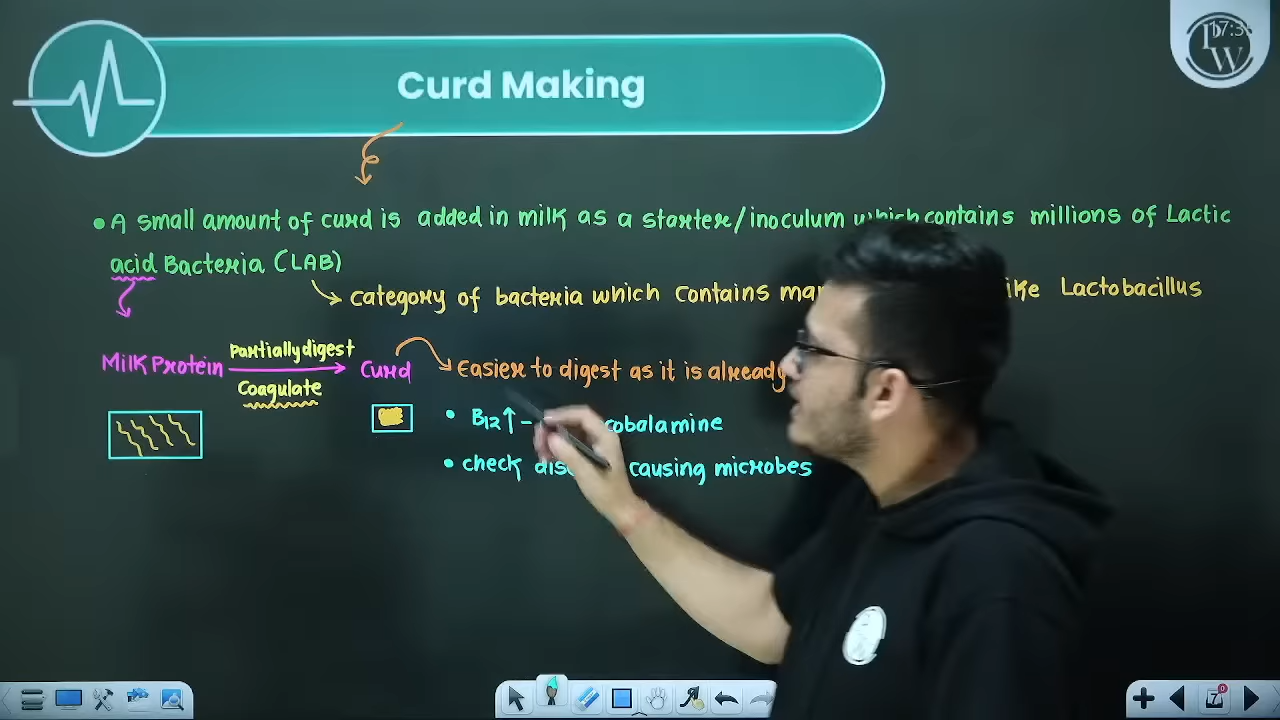 Curd Making
17:3
P
W
• A small amount of curd is added in milk as a starter/inoculum which contains millions of Lactic
acid Bacteria (LAB)
category of bacteria which contains Lactobacillus
Milk Protein Partially digest Curd Easier to digest as it is already
Coagulate
• B12↑ - cobalamine
• check causing microbes